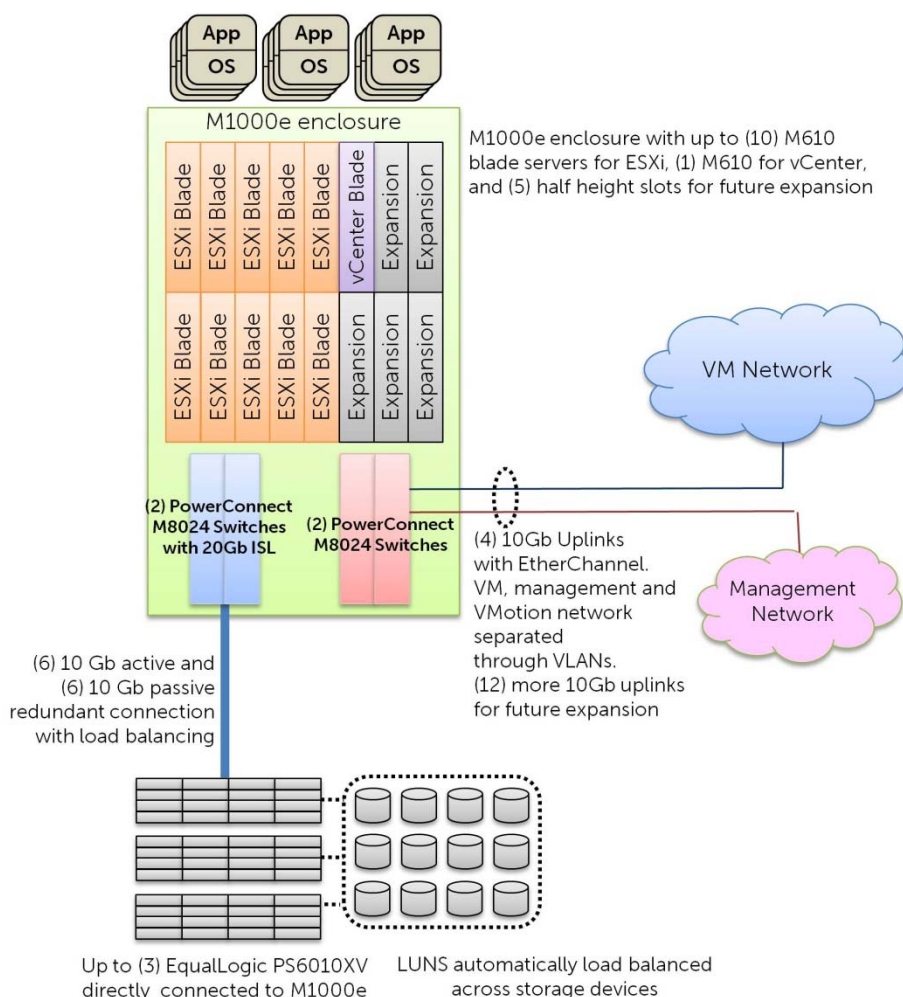 App
OS
App
OS
App
OS
M1000e enclosure
ESXi Blade
ESXi Blade
ESXi Blade
ESXi Blade
ESXi Blade
vCenter Blade
Expansion
Expansion
ESXi Blade
ESXi Blade
ESXi Blade
ESXi Blade
ESXi Blade
Expansion
Expansion
Expansion
M1000e enclosure with up to (10) M610
blade servers for ESXi, (1) M610 for vCenter,
and (5) half height slots for future expansion
VM Network
(2) PowerConnect
M8024 Switches
with 20Gb ISL
(2) PowerConnect
M8024 Switches
(4) 10Gb Uplinks
with EtherChannel.
VM, management and
VMotion network
separated
through VLANs.
(12) more 10Gb uplinks
for future expansion
Management
Network
(6) 10 Gb active and
(6) 10 Gb passive
redundant connection
with load balancing
Up to (3) EqualLogic PS6010XV
directly connected to M1000e
LUNS automatically load balanced
across storage devices